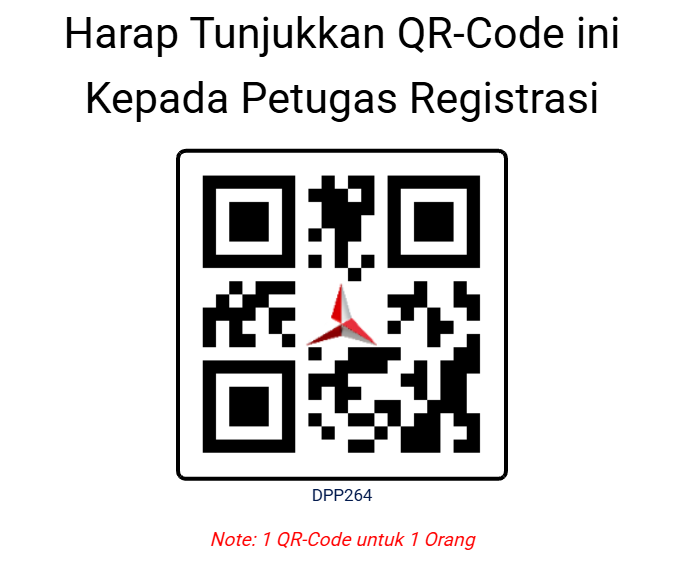 Harap Tunjukkan QR-Code ini
Kepada Petugas Registrasi
DPP264
Note: 1 QR-Code untuk 1 Orang